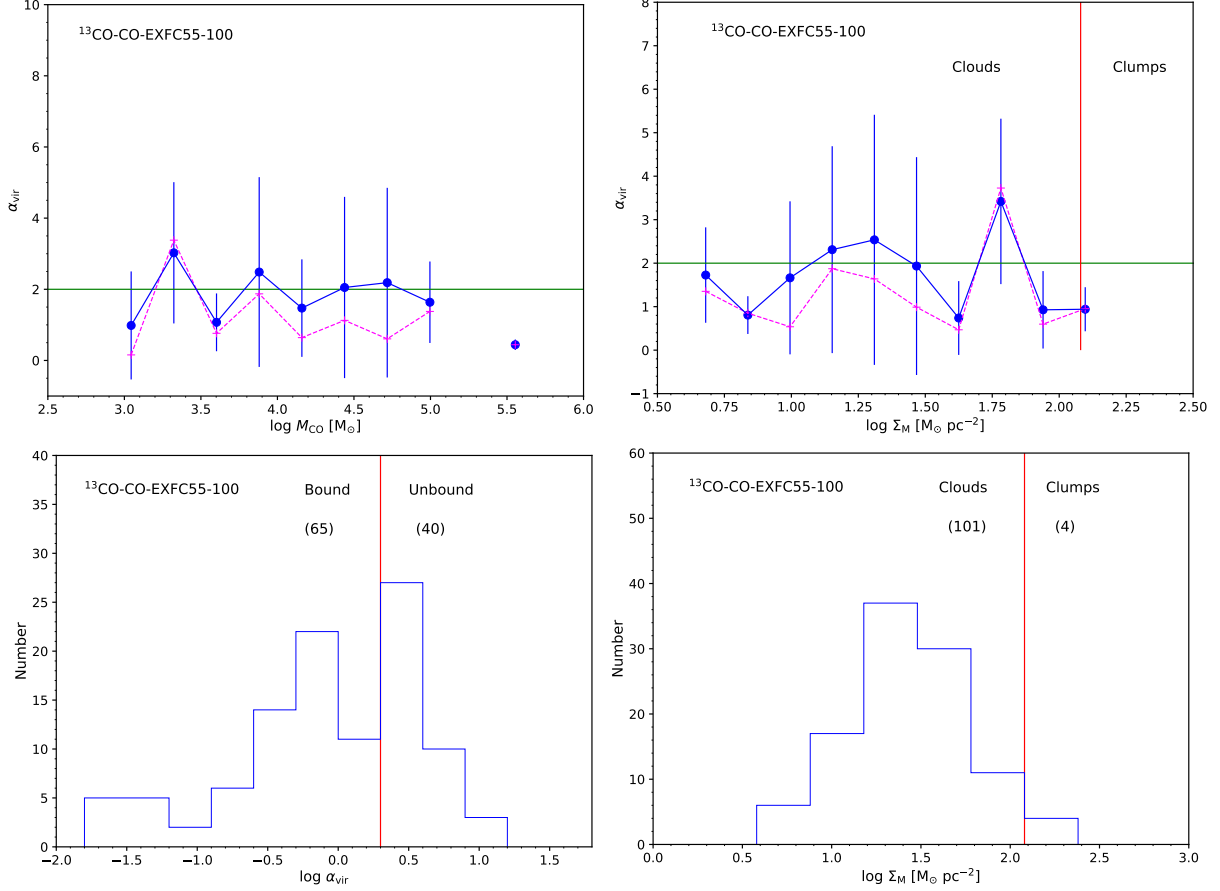 ¹³CO-CO-EXFC55-100
10
8
6
4
2
0
α_vir
2.5 3.0 3.5 4.0 4.5 5.0 5.5 6.0
log M_CO [M_⊙]
¹³CO-CO-EXFC55-100
Clouds Clumps
8
7
6
5
4
3
2
1
0
−1
α_vir
0.50 0.75 1.00 1.25 1.50 1.75 2.00 2.25 2.50
log Σ_M [M_⊙ pc⁻²]
¹³CO-CO-EXFC55-100 Bound Unbound
(65) (40)
40
35
30
25
20
15
10
5
0
Number
−2.0 −1.5 −1.0 −0.5 0.0 0.5 1.0 1.5
log α_vir
¹³CO-CO-EXFC55-100 Clouds Clumps
(101) (4)
60
50
40
30
20
10
0
Number
0.0 0.5 1.0 1.5 2.0 2.5 3.0
log Σ_M [M_⊙ pc⁻²]